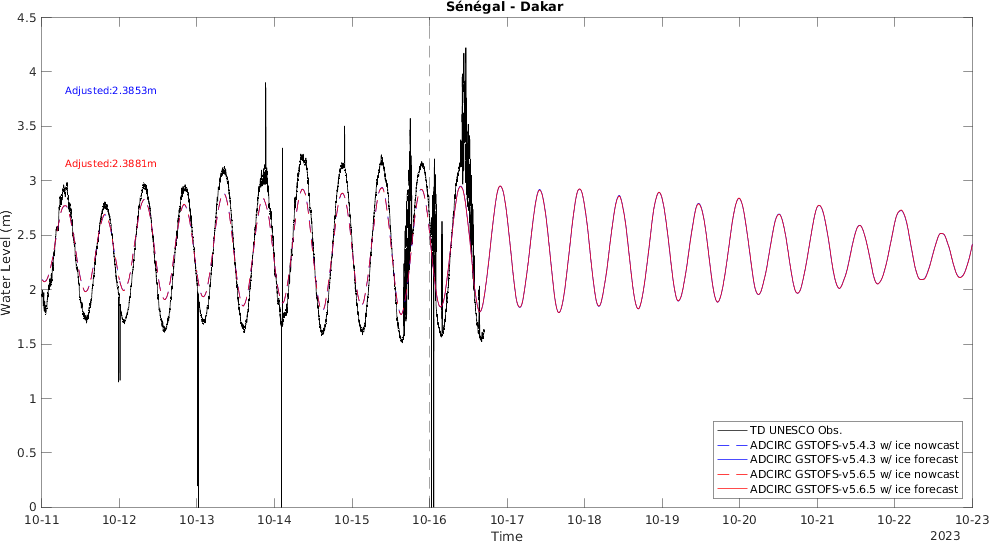 Sénégal - Dakar
4.5
4
3.5
3
2.5
2
1.5
1
0.5
0
Water Level (m)
Adjusted:2.3853m
Adjusted:2.3881m
TD UNESCO Obs.
ADCIRC GSTOFS-v5.4.3 w/ ice nowcast
ADCIRC GSTOFS-v5.4.3 w/ ice forecast
ADCIRC GSTOFS-v5.6.5 w/ ice nowcast
ADCIRC GSTOFS-v5.6.5 w/ ice forecast
10-11 10-12 10-13 10-14 10-15 10-16 10-17 10-18 10-19 10-20 10-21 10-22 10-23
Time
2023